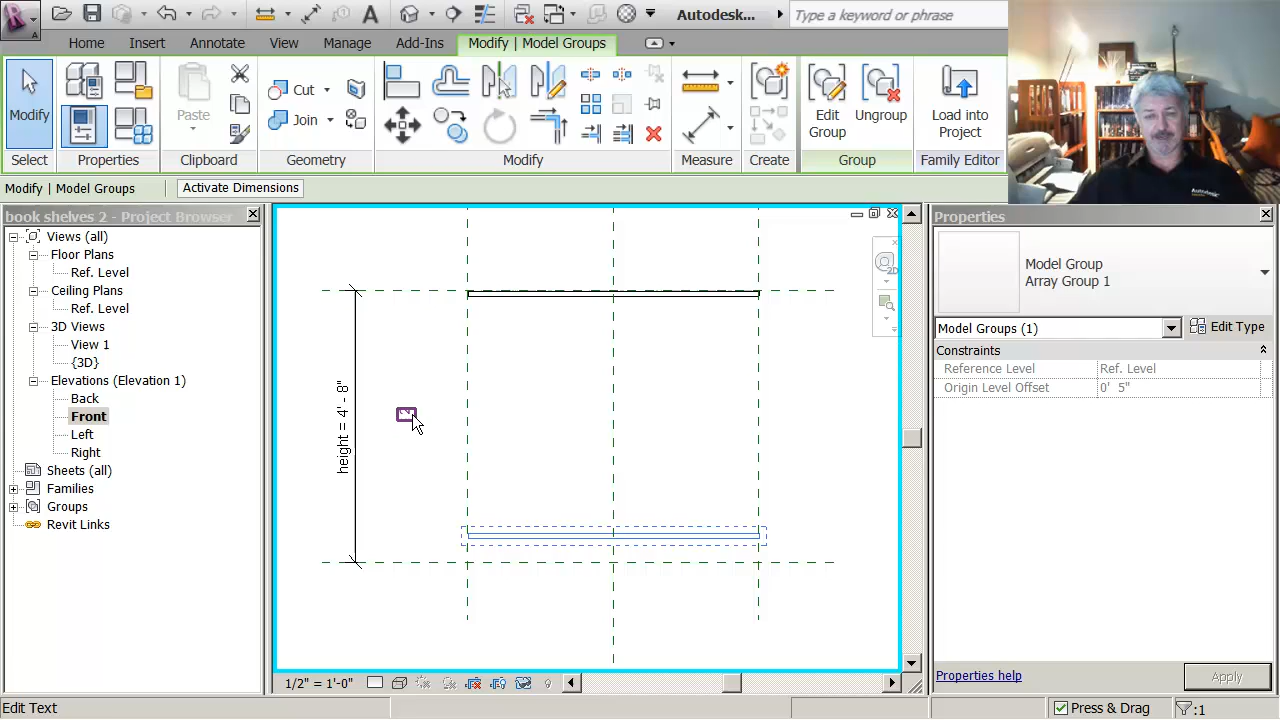 Autodesk...
Type a keyword or phrase
Home
Insert
Annotate
View
Manage
Add-Ins
Modify | Model Groups
Modify
Paste
Cut
Join
Edit
Group
Ungroup
Load into
Project
Select
Properties
Clipboard
Geometry
Modify
Measure
Create
Group
Family Editor
Modify | Model Groups
Activate Dimensions
book shelves 2 - Project Browser
Views (all)
Floor Plans
Ref. Level
Ceiling Plans
Ref. Level
3D Views
View 1
{3D}
Elevations (Elevation 1)
Back
Front
Left
Right
Sheets (all)
Families
Groups
Revit Links
height = 4' - 8"
2D
Properties
Model Group
Array Group 1
Model Groups (1)
Edit Type
Constraints
Reference Level
Ref. Level
Origin Level Offset
0' 5"
Properties help
Apply
1/2" = 1'-0"
Edit Text
Press & Drag
:1
Autodesk